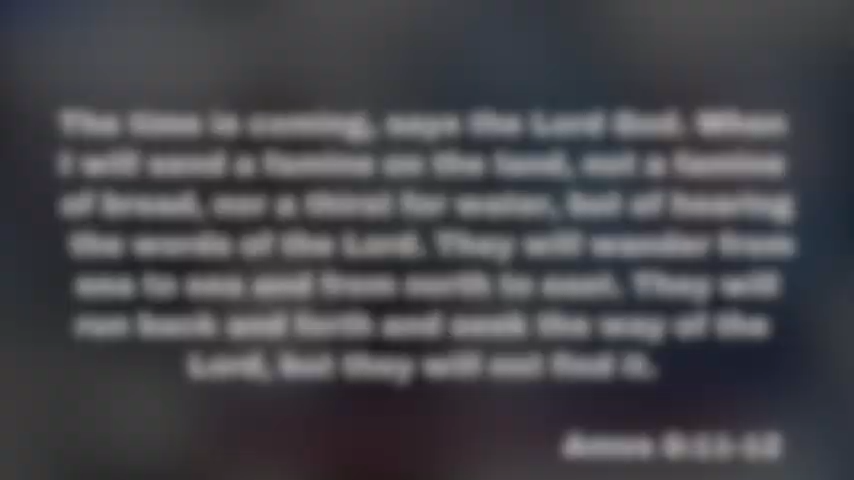 The time is coming, says the Lord God. When
I will send a famine on the land, not a famine
of bread, nor a thirst for water, but of hearing
the words of the Lord. They will wander from
sea to sea and from north to east. They will
run back and forth and seek the way of the
Lord, but they will not find it.
Amos 8:11-12